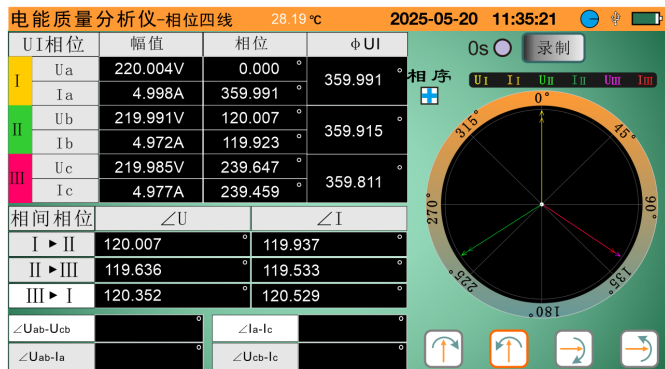 电能质量分析仪-相位四线 28.19℃ 2025-05-20 11:35:21
UI相位 幅值 相位 φUI
I Ua 220.004V 0.000° 359.991°
Ia 4.998A 359.991°
II Ub 219.991V 120.007° 359.915°
Ib 4.972A 119.923°
III Uc 219.985V 239.647° 359.811°
Ic 4.977A 239.459°
相间相位 ∠U ∠I
I ▶ II 120.007° 119.937°
II ▶ III 119.636° 119.533°
III ▶ I 120.352° 120.529°
∠Uab-Ucb ° ∠Ia-Ic °
∠Uab-Ia ° ∠Ucb-Ic °
0s 录制
相序 UI II UII III UIII IIII
0°
45°
90°
135°
180°
225°
270°
315°